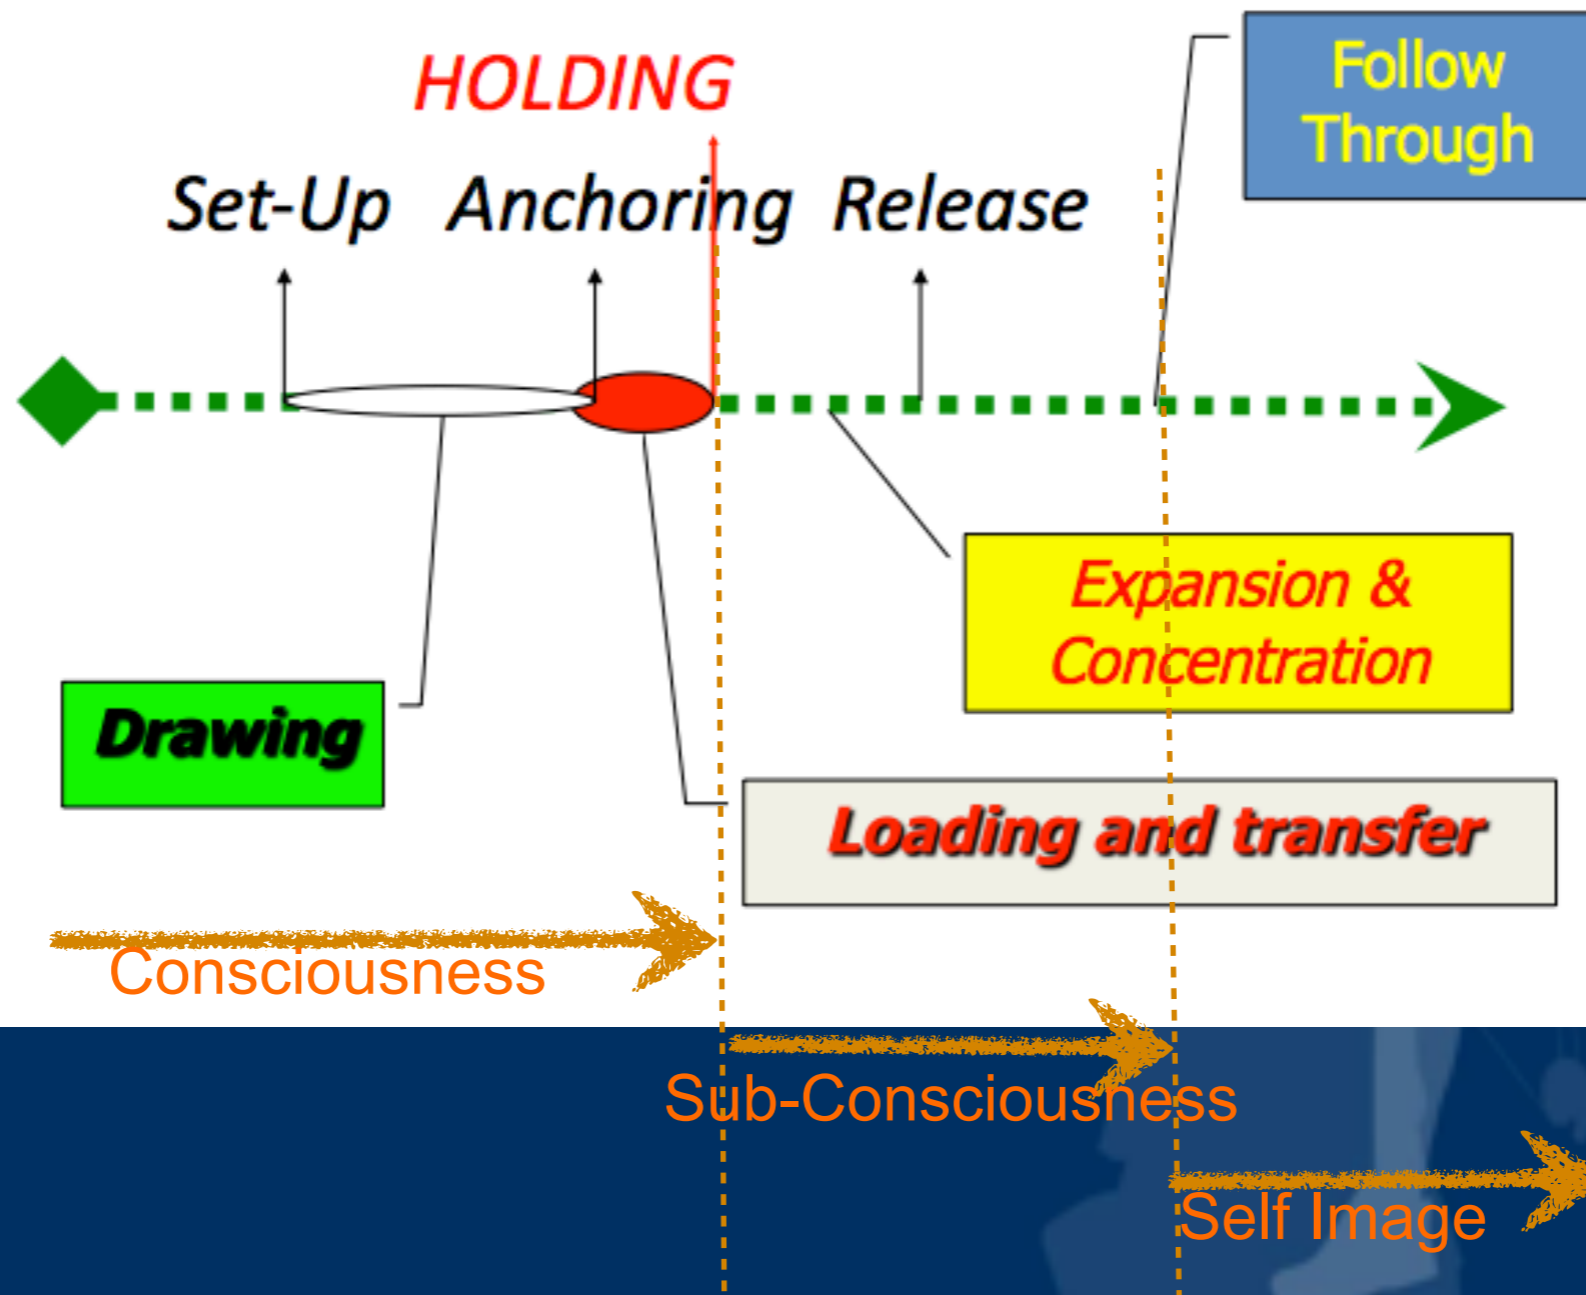 HOLDING
Follow
Through
Set-Up Anchoring Release
Expansion &
Concentration
Drawing
Loading and transfer
Consciousness
Sub-Consciousness
Self Image